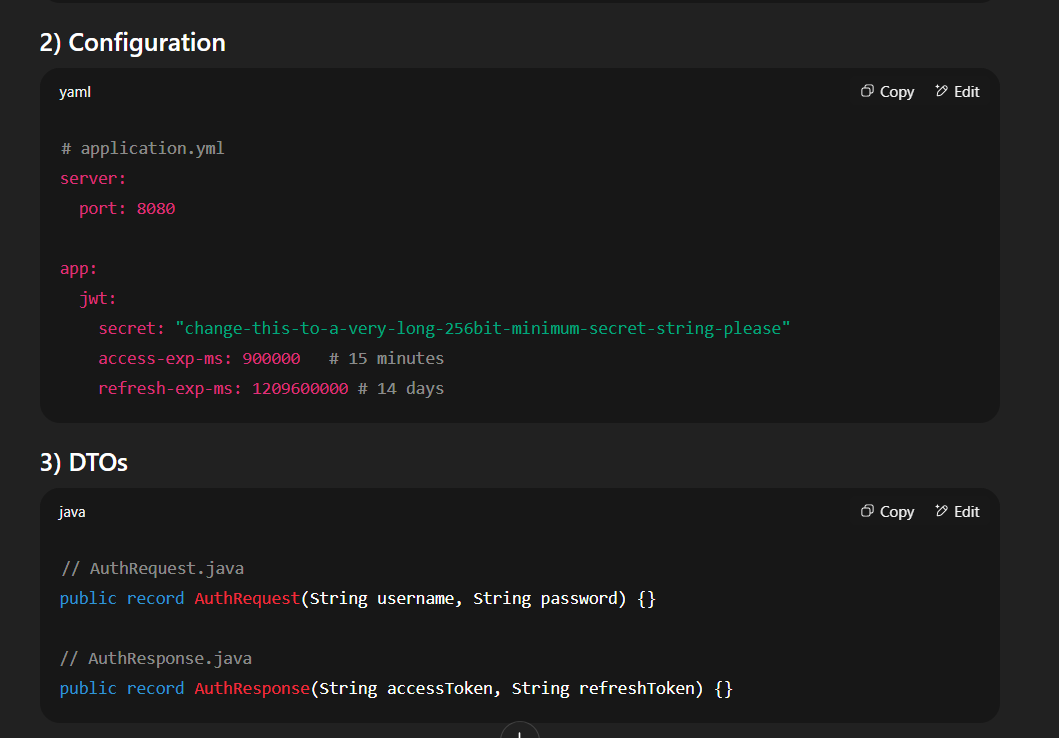 2) Configuration
yaml
Copy
Edit
# application.yml
server:
  port: 8080
app:
  jwt:
    secret: "change-this-to-a-very-long-256bit-minimum-secret-string-please"
    access-exp-ms: 900000   # 15 minutes
    refresh-exp-ms: 1209600000 # 14 days
3) DTOs
java
Copy
Edit
// AuthRequest.java
public record AuthRequest(String username, String password) {}
// AuthResponse.java
public record AuthResponse(String accessToken, String refreshToken) {}